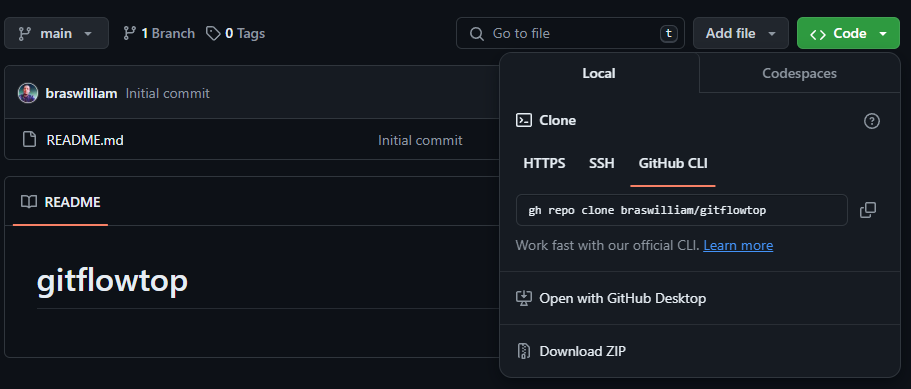 main 1 Branch 0 Tags Go to file t Add file Code
braswilliam Initial commit
README.md Initial commit
README
gitflowtop
Local Codespaces
Clone
HTTPS SSH GitHub CLI
gh repo clone braswilliam/gitflowtop
Work fast with our official CLI. Learn more
Open with GitHub Desktop
Download ZIP